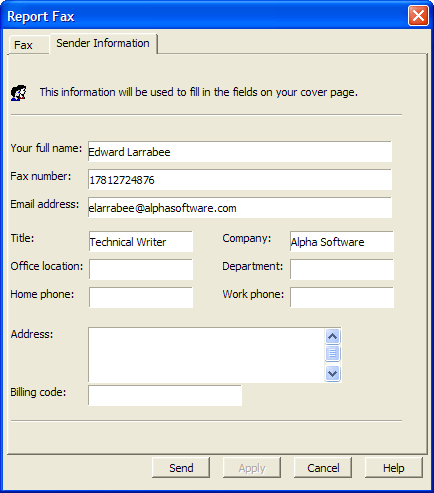 Report Fax
Fax Sender Information
This information will be used to fill in the fields on your cover page.
Your full name: Edward Larrabee
Fax number: 17812724876
Email address: elarrabee@alphasoftware.com
Title: Technical Writer Company: Alpha Software
Office location: Department:
Home phone: Work phone:
Address:
Billing code:
Send Apply Cancel Help